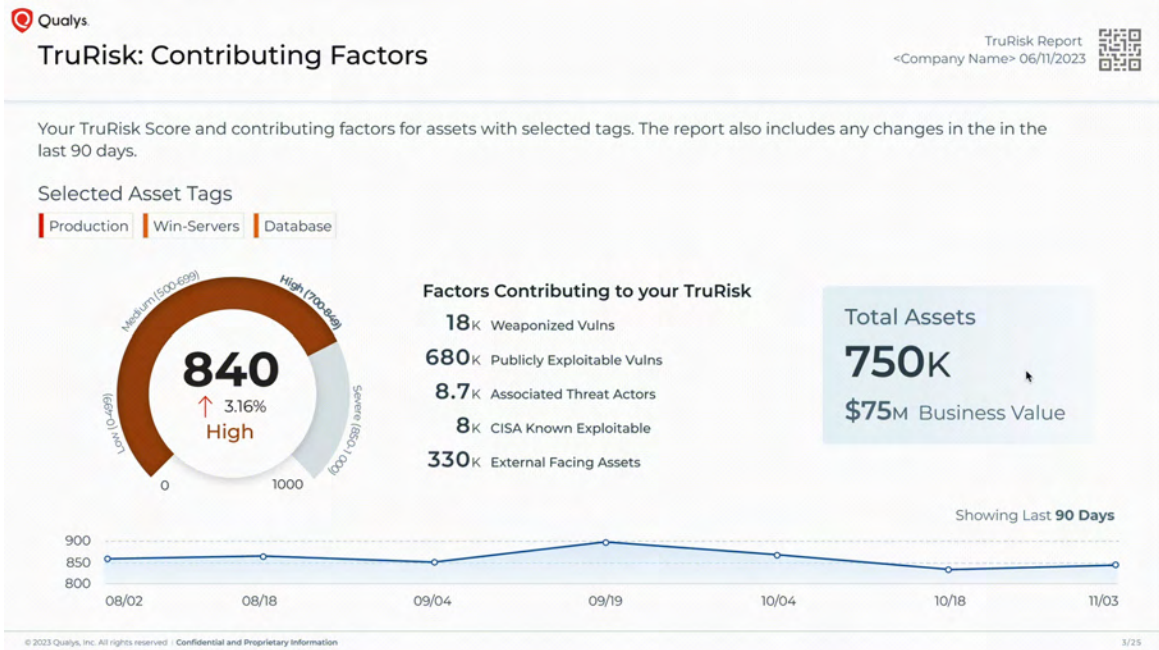 Qualys.
TruRisk: Contributing Factors
TruRisk Report
<Company Name> 06/11/2023
Your TruRisk Score and contributing factors for assets with selected tags. The report also includes any changes in the in the
last 90 days.
Selected Asset Tags
Production
Win-Servers
Database
Low (0-499)
Medium (500-699)
High (700-849)
Severe (850-1000)
840
↑ 3.16%
High
0
1000
Factors Contributing to your TruRisk
18K Weaponized Vulns
680K Publicly Exploitable Vulns
8.7K Associated Threat Actors
8K CISA Known Exploitable
330K External Facing Assets
Total Assets
750K
$75M Business Value
Showing Last 90 Days
900
850
800
08/02 08/18 09/04 09/19 10/04 10/18 11/03
© 2023 Qualys, Inc. All rights reserved | Confidential and Proprietary Information
3/25